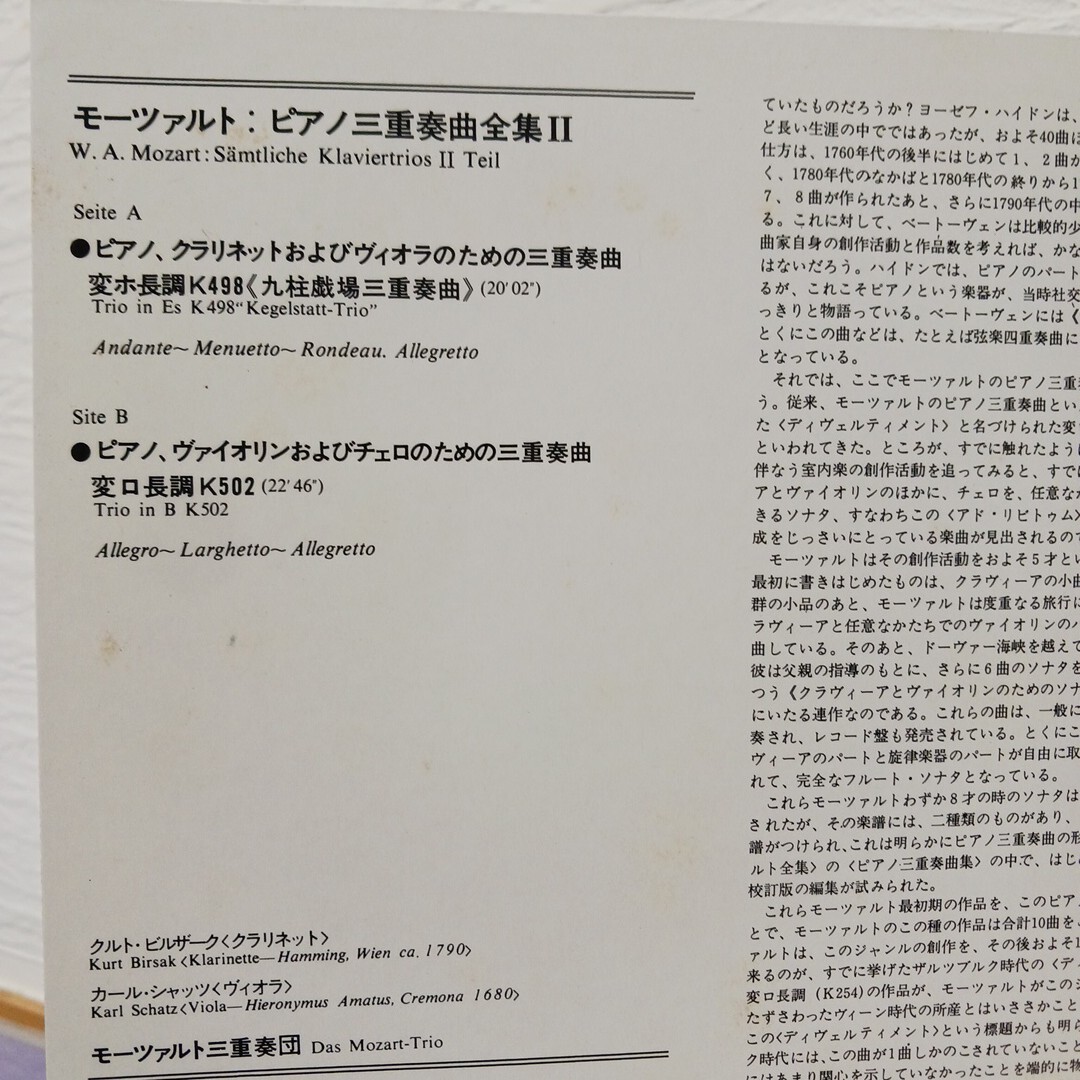 モーツァルト: ピアノ三重奏曲全集II
W. A. Mozart: Sämtliche Klaviertrios II Teil
Seite A
●ピアノ、クラリネットおよびヴィオラのための三重奏曲
変ホ長調K498《九柱戯場三重奏曲》(20′02″)
Trio in Es K498“Kegelstatt-Trio”
Andante~Menuetto~Rondeau. Allegretto
Site B
●ピアノ、ヴァイオリンおよびチェロのための三重奏曲
変ロ長調K502 (22′46″)
Trio in B K502
Allegro~Larghetto~Allegretto
クルト・ビルザーク〈クラリネット〉
Kurt Birsak〈Klarinette—Hamming, Wien ca. 1790〉
カール・シャッツ〈ヴィオラ〉
Karl Schatz〈Viola—Hieronymus Amatus, Cremona 1680〉
モーツァルト三重奏団 Das Mozart-Trio
ていたものだろうか?ヨーゼフ・ハイドンは、
ど長い生涯の中でではあったが、およそ40曲
仕方は、1760年代の後半にはじめて1、2曲か
く、1780年代のなかばと1780年代の終りから1
7、8曲が作られたあと、さらに1790年代の中
る。これに対して、ベートーヴェンは比較的少
曲家自身の創作活動と作品数を考えれば、かな
はないだろう。ハイドンでは、ピアノのパート
るが、これこそピアノという楽器が、当時社交
っきりと物語っている。ベートーヴェンには《
とくにこの曲などは、たとえば弦楽四重奏曲に
となっている。
それでは、ここでモーツァルトのピアノ三重
う。従来、モーツァルトのピアノ三重奏曲とい
た〈ディヴェルティメント〉と名づけられた変
といわれてきた。ところが、すでに触れたように
伴なう室内楽の創作活動を追ってみると、すで
アとヴァイオリンのほかに、チェロを、任意な
きるソナタ、すなわちこの〈アド・リビトゥム〉
成をじっさいにとっている楽曲が見出されるので
モーツァルトはその創作活動をおよそ5才とい
最初に書きはじめたものは、クラヴィーアの小曲
群の小品のあと、モーツァルトは度重なる旅行に
ラヴィーアと任意なかたちでのヴァイオリンのパ
曲している。そのあと、ドーヴァー海峡を越えて
彼は父親の指導のもとに、さらに6曲のソナタを
つう《クラヴィーアとヴァイオリンのためのソナ
にいたる連作なのである。これらの曲は、一般に
奏され、レコード盤も発売されている。とくにこ
ヴィーアのパートと旋律楽器のパートが自由に取
れて、完全なフルート・ソナタとなっている。
これらモーツァルトわずか8才の時のソナタは
されたが、その楽譜には、二種類のものがあり、
譜がつけられ、これは明らかにピアノ三重奏曲の形
ルト全集〉の〈ピアノ三重奏曲集〉の中で、はじ
校訂版の編集が試みられた。
これらモーツァルト最初期の作品を、このピア
とで、モーツァルトのこの種の作品は合計10曲を
ァルトは、このジャンルの創作を、その後およそ1
来るのが、すでに挙げたザルツブルク時代の〈デ
変ロ長調(K254)の作品が、モーツァルトがこの
たずさわったヴィーン時代の所産とはいささかこと
この〈ディヴェルティメント〉という標題からも明ら
ク時代には、この曲が1曲しかのこされていないこと
にはあまり関心を示していなかったことを端的に物